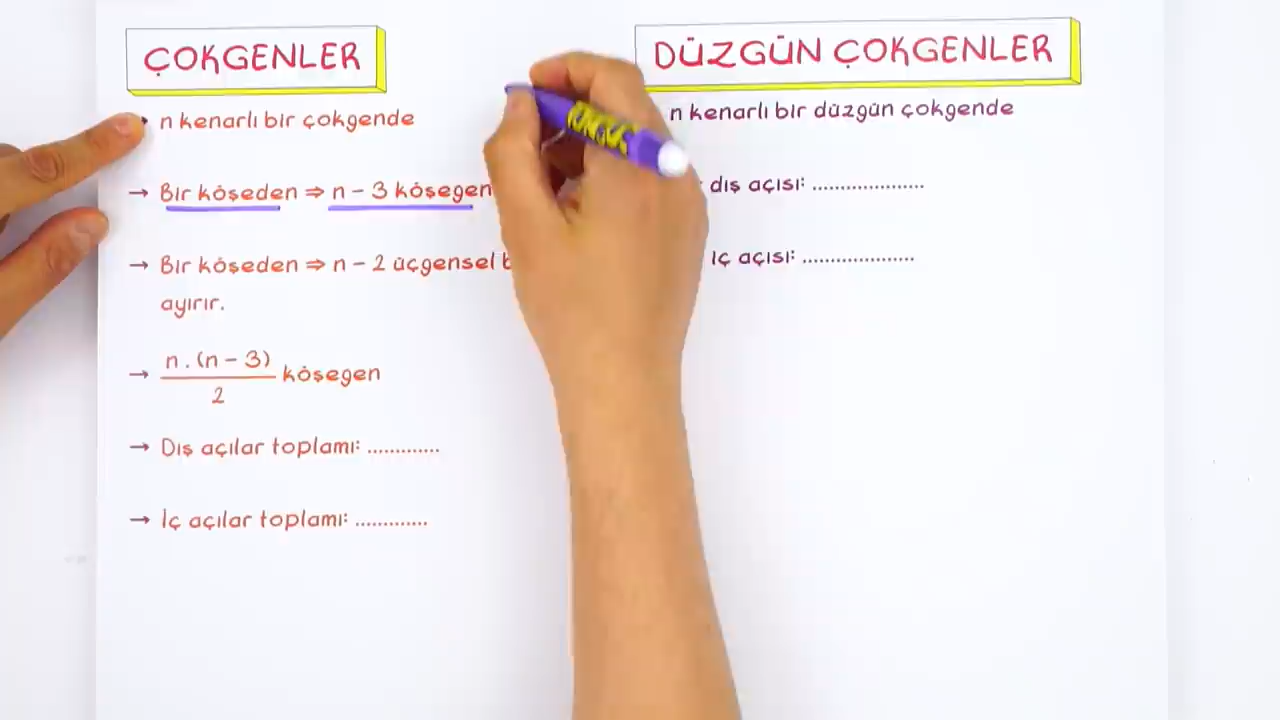 ÇOKGENLER
n kenarlı bir çokgende
→ Bir köşeden ⇒ n – 3 köşegen
→ Bir köşeden ⇒ n – 2 üçgensel
ayırır.
→ n . (n – 3)
2
köşegen
→ Dış açılar toplamı: .............
→ İç açılar toplamı: .............
DÜZGÜN ÇOKGENLER
n kenarlı bir düzgün çokgende
dış açısı: ....................
iç açısı: ....................